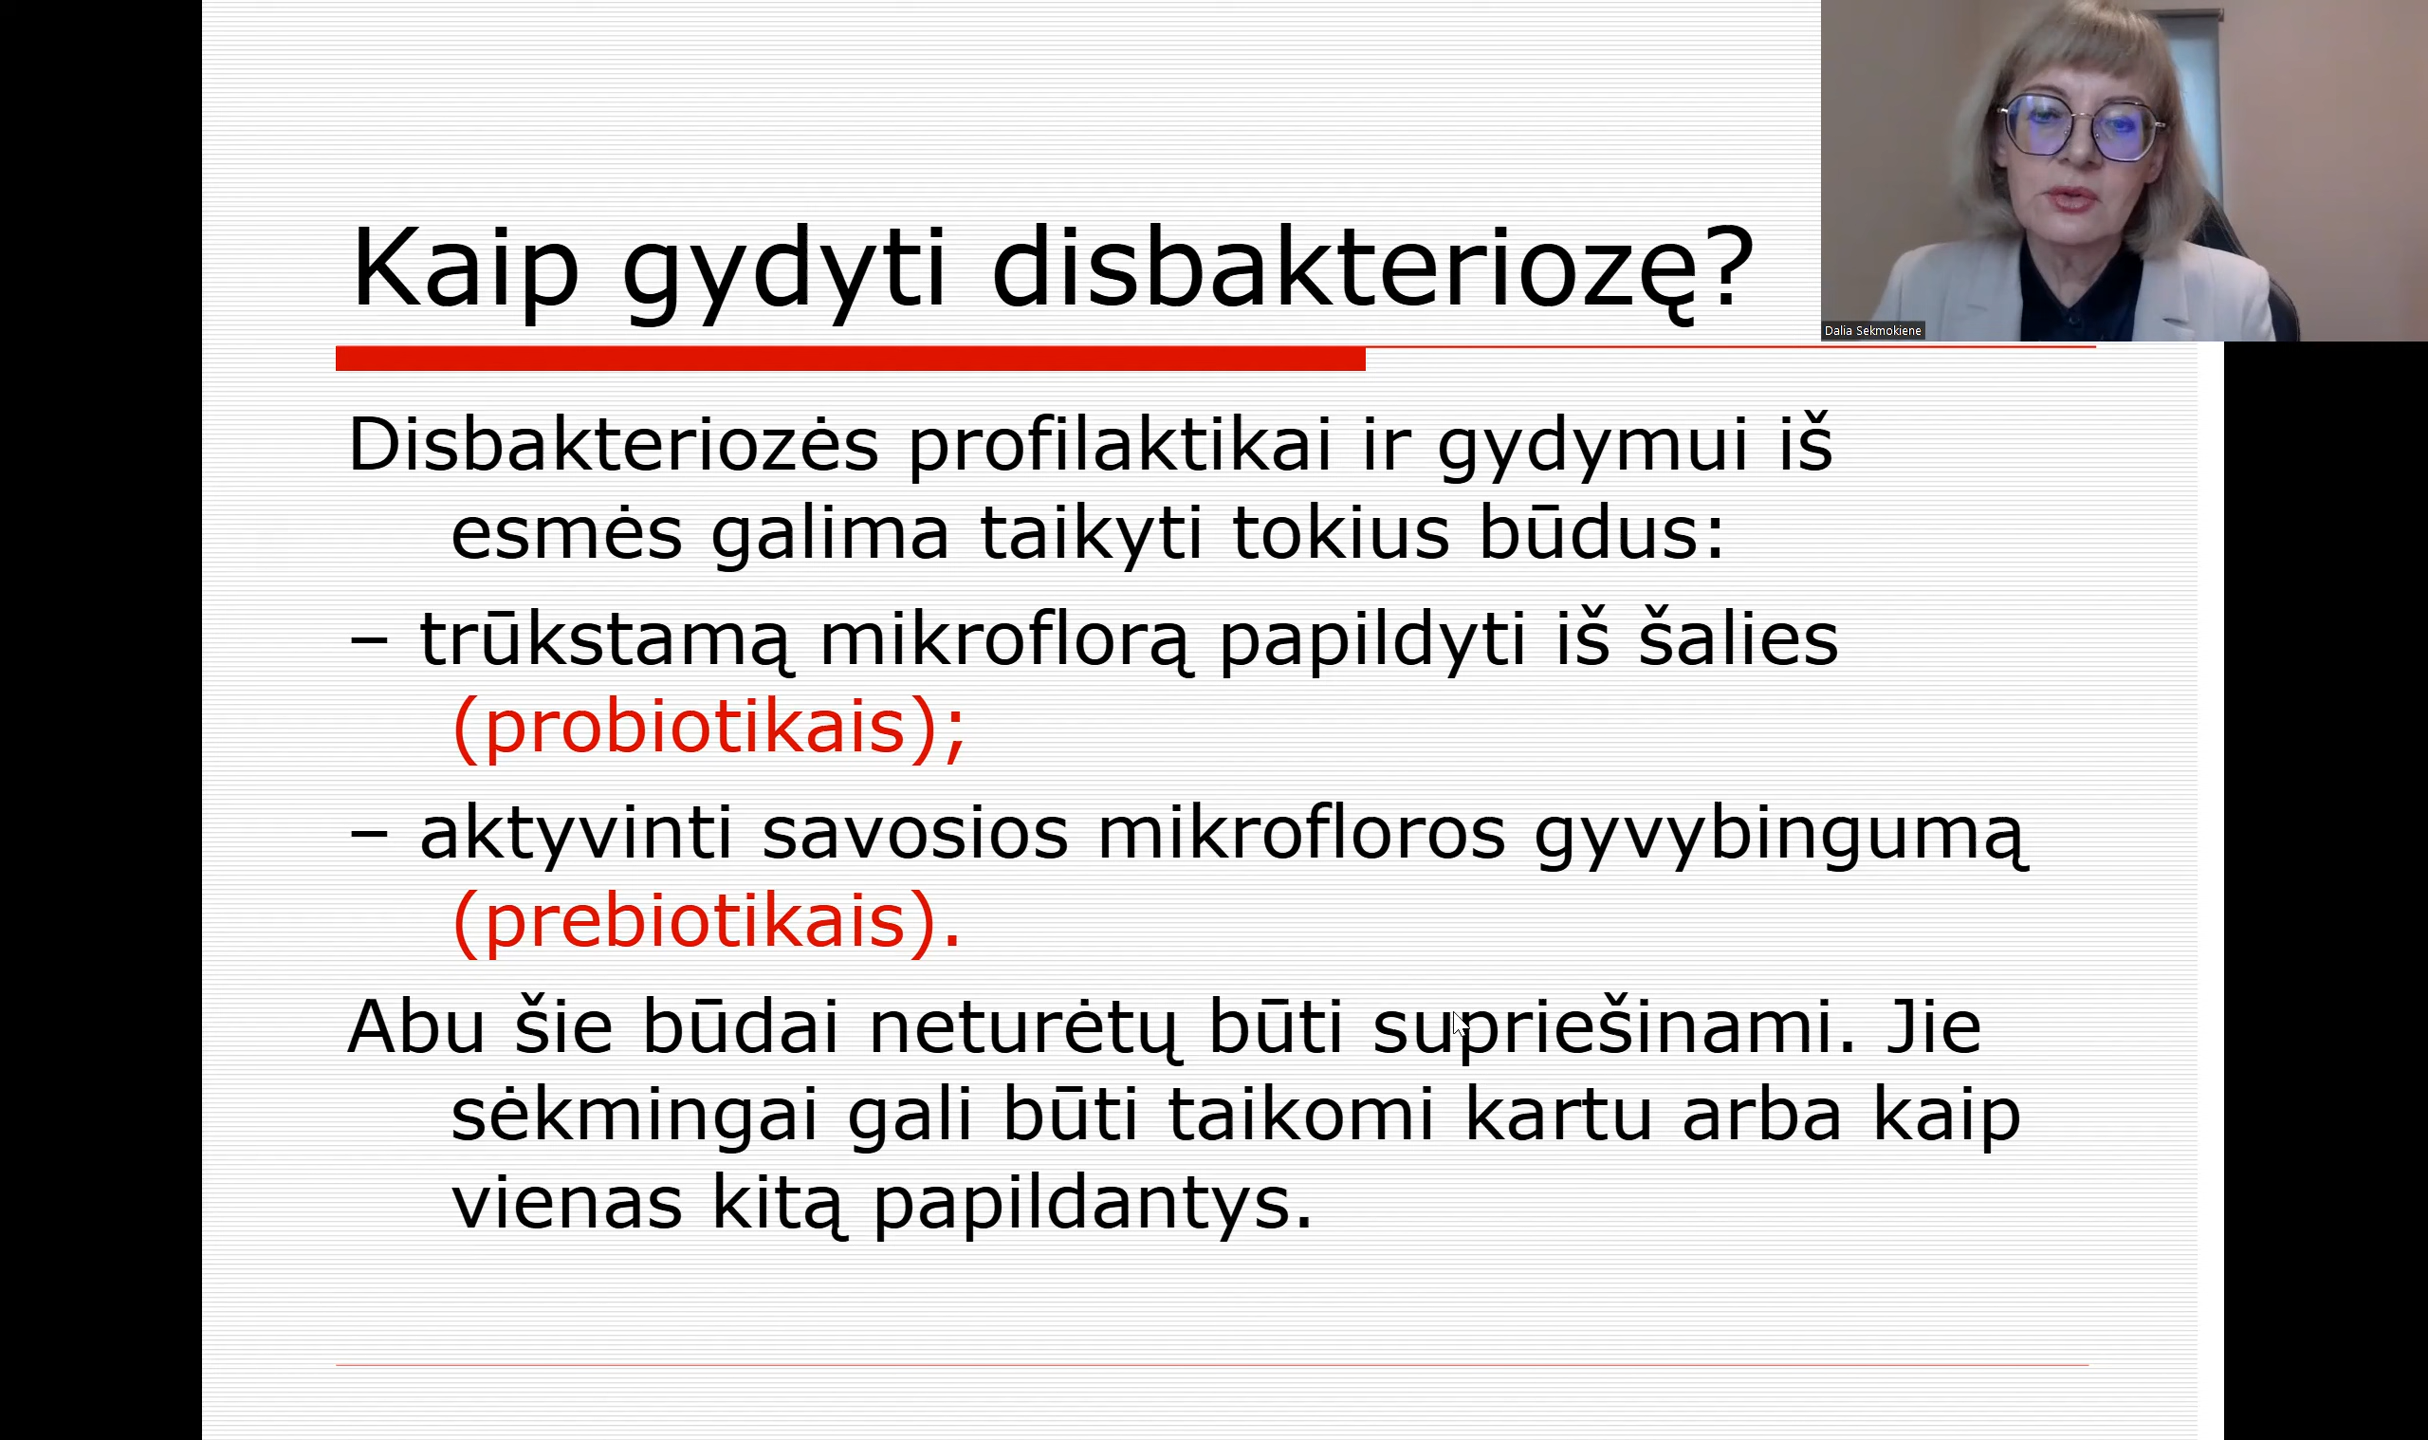 Kaip gydyti disbakteriozę?
Dalia Sekmokiene
Disbakteriozės profilaktikai ir gydymui iš
esmės galima taikyti tokius būdus:
– trūkstamą mikroflorą papildyti iš šalies
(probiotikais);
– aktyvinti savosios mikrofloros gyvybingumą
(prebiotikais).
Abu šie būdai neturėtų būti supriešinami. Jie
sėkmingai gali būti taikomi kartu arba kaip
vienas kitą papildantys.